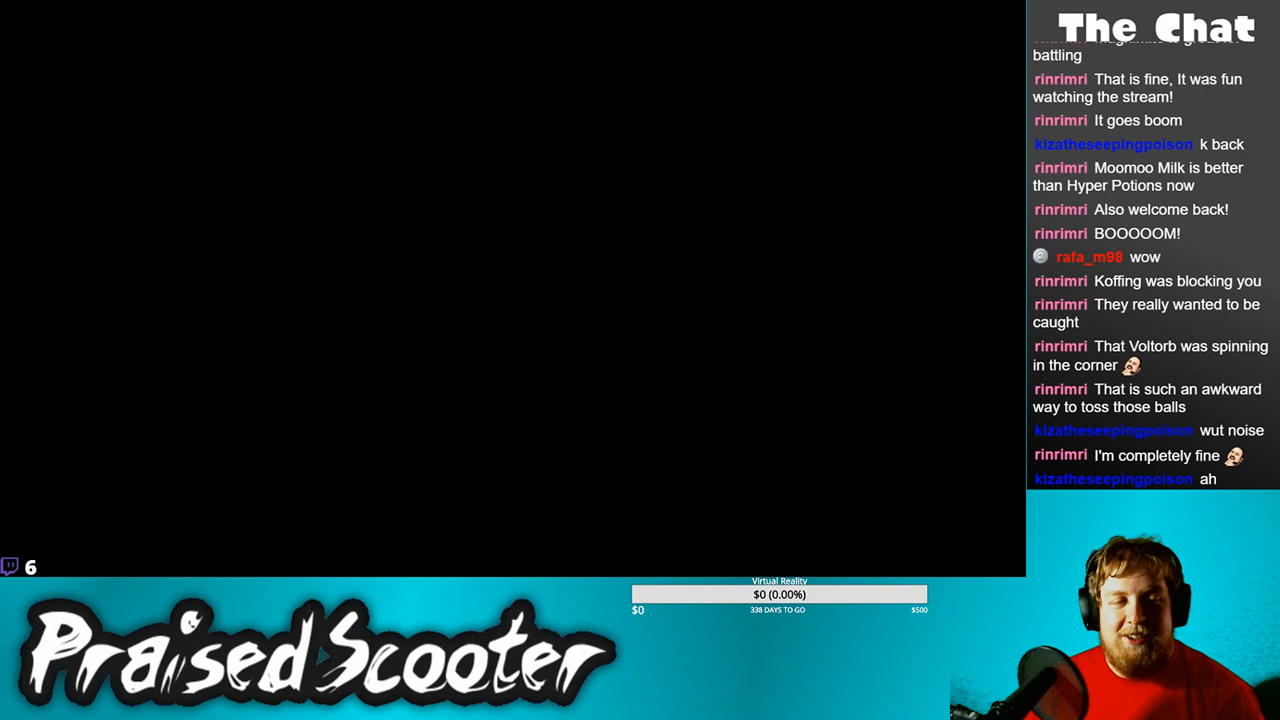 The Chat
battling
rinrimri That is fine, It was fun
watching the stream!
rinrimri It goes boom
kizatheseepingpoison k back
rinrimri Moomoo Milk is better
than Hyper Potions now
rinrimri Also welcome back!
rinrimri BOOOOOM!
rafa_m98 wow
rinrimri Koffing was blocking you
rinrimri They really wanted to be
caught
rinrimri That Voltorb was spinning
in the corner
rinrimri That is such an awkward
way to toss those balls
kizatheseepingpoison wut noise
rinrimri I'm completely fine
kizatheseepingpoison ah
6
Virtual Reality
$0 (0.00%)
$0 338 DAYS TO GO $500
PraisedScooter